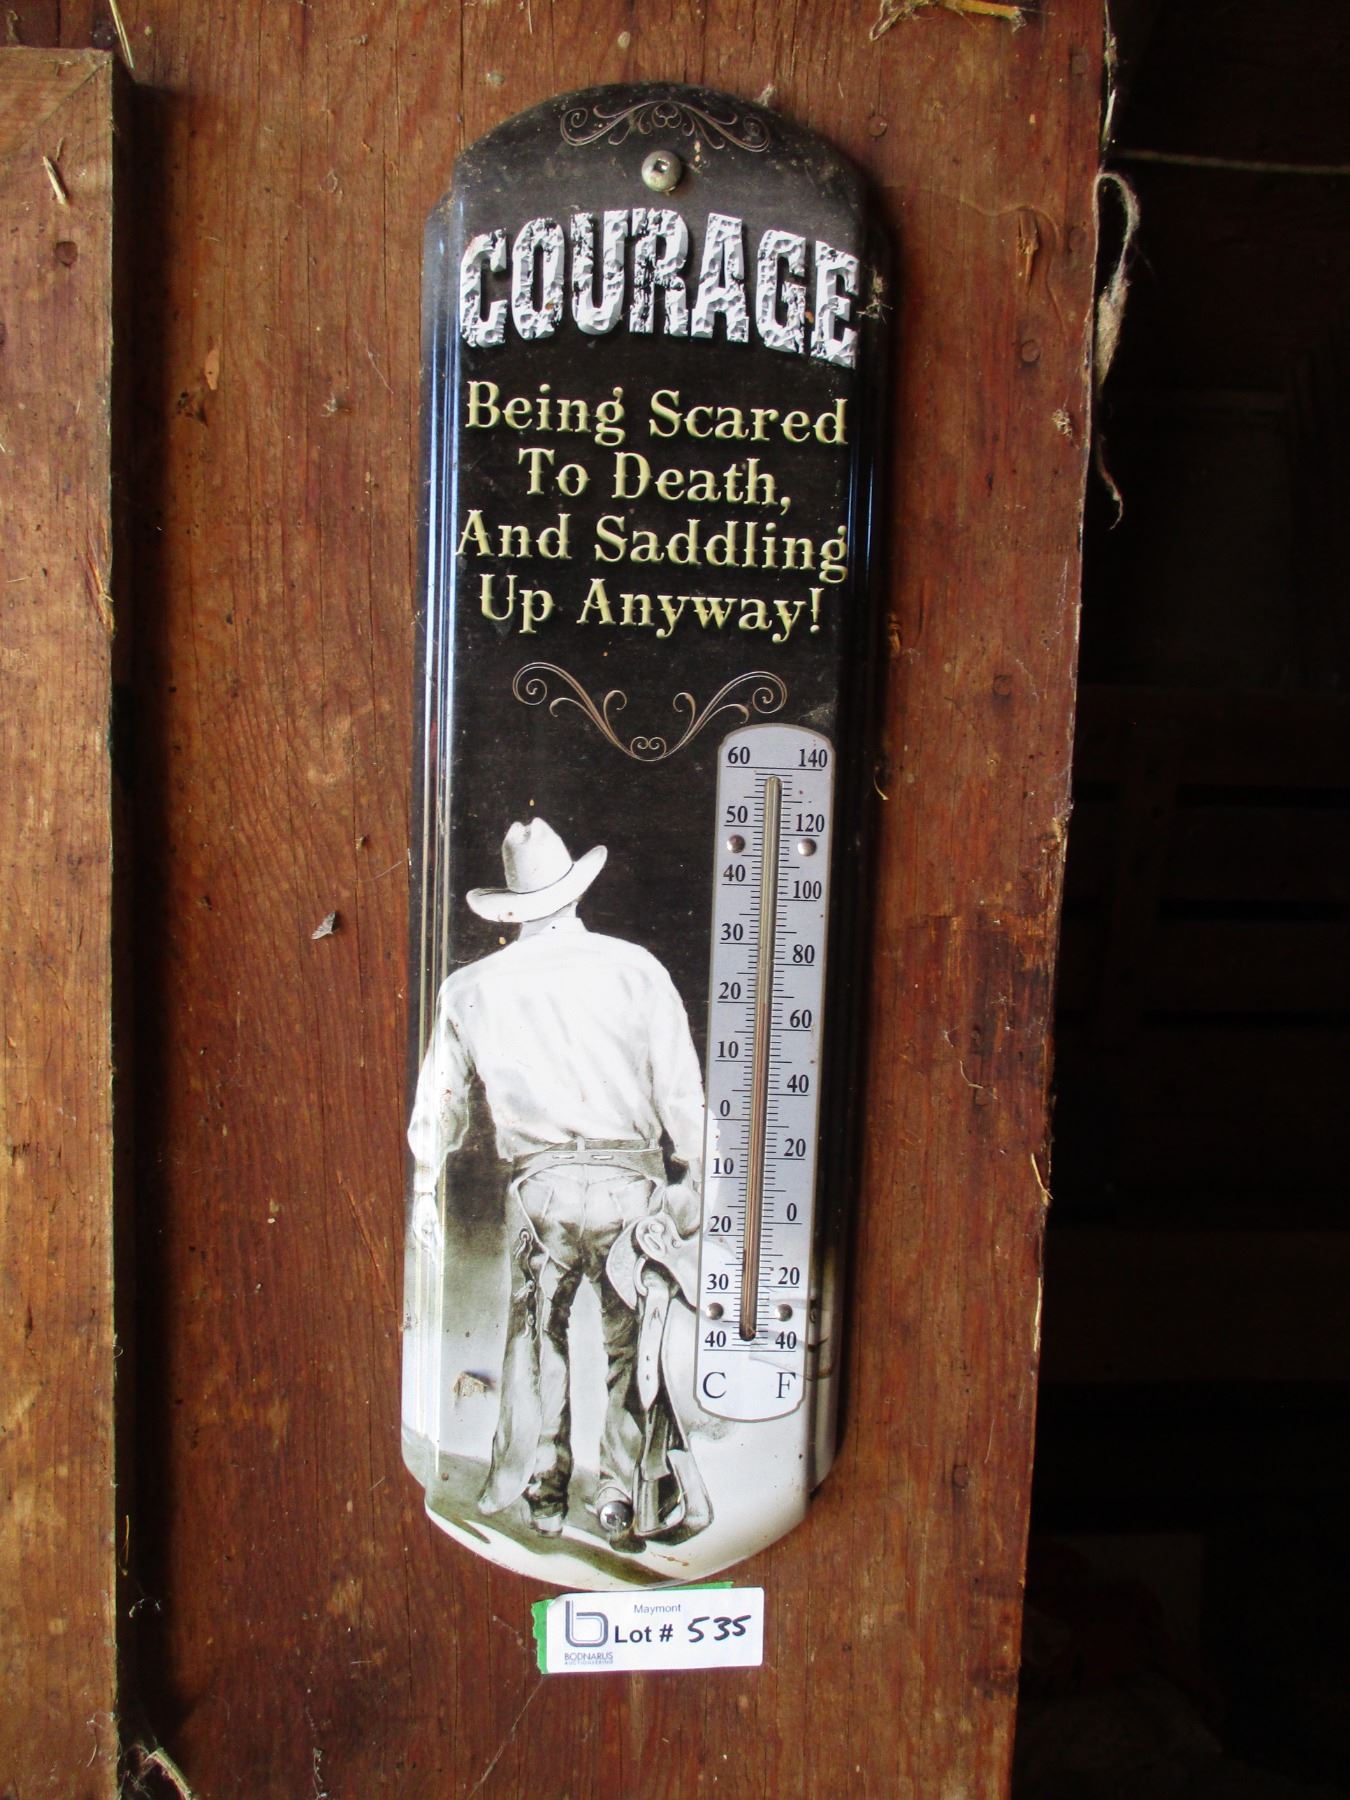 COURAGE
Being Scared
To Death,
And Saddling
Up Anyway!
60 140
50 120
40 100
30 80
20 60
10 40
0 20
10 0
20 20
30 40
40
C F
Maymont
Lot # 535
b
BODNARUS
AUCTIONEERING